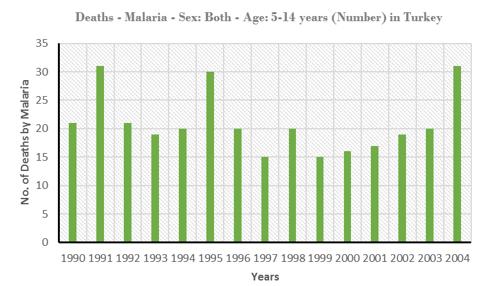 Deaths - Malaria - Sex: Both - Age: 5-14 years (Number) in Turkey
35
30
25
20
15
10
5
0
No. of Deaths by Malaria
1990 1991 1992 1993 1994 1995 1996 1997 1998 1999 2000 2001 2002 2003 2004
Years